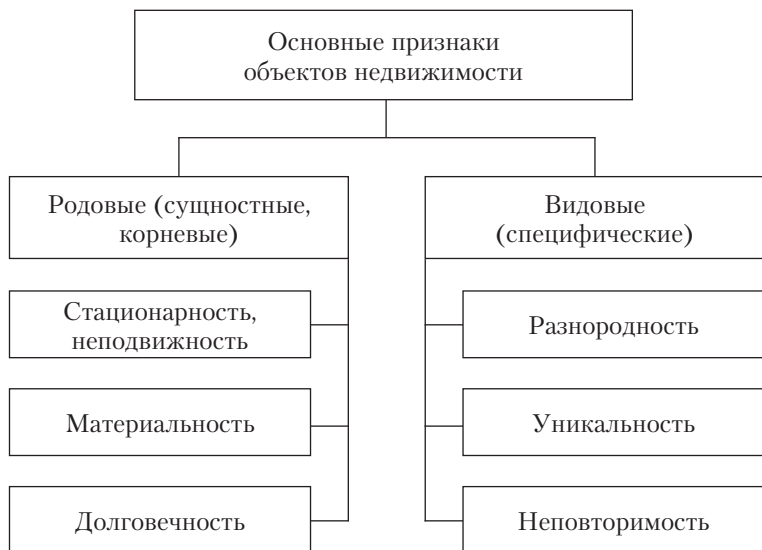 Основные признаки
объектов недвижимости
Родовые (сущностные,
корневые)
Стационарность,
неподвижность
Материальность
Долговечность
Видовые
(специфические)
Разнородность
Уникальность
Неповторимость